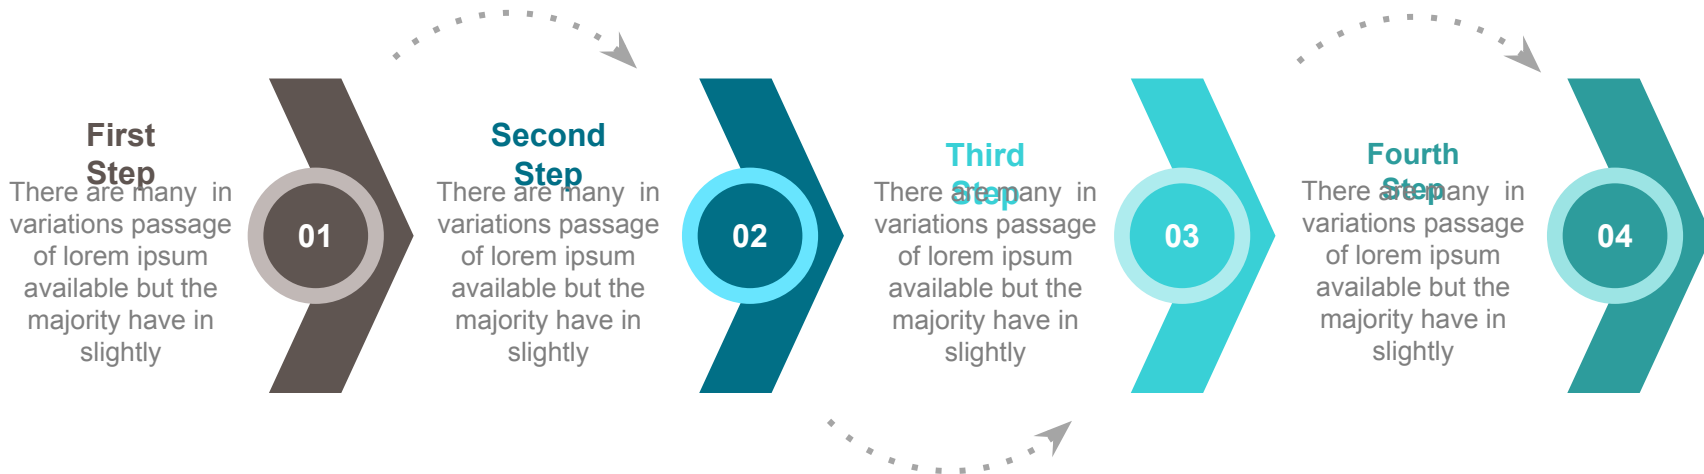 First
Step
There are many  in
variations passage
of lorem ipsum
available but the
majority have in
slightly
01
Second
Step
There are many  in
variations passage
of lorem ipsum
available but the
majority have in
slightly
02
Third
Step
There are many  in
variations passage
of lorem ipsum
available but the
majority have in
slightly
03
Fourth
Step
There are many  in
variations passage
of lorem ipsum
available but the
majority have in
slightly
04